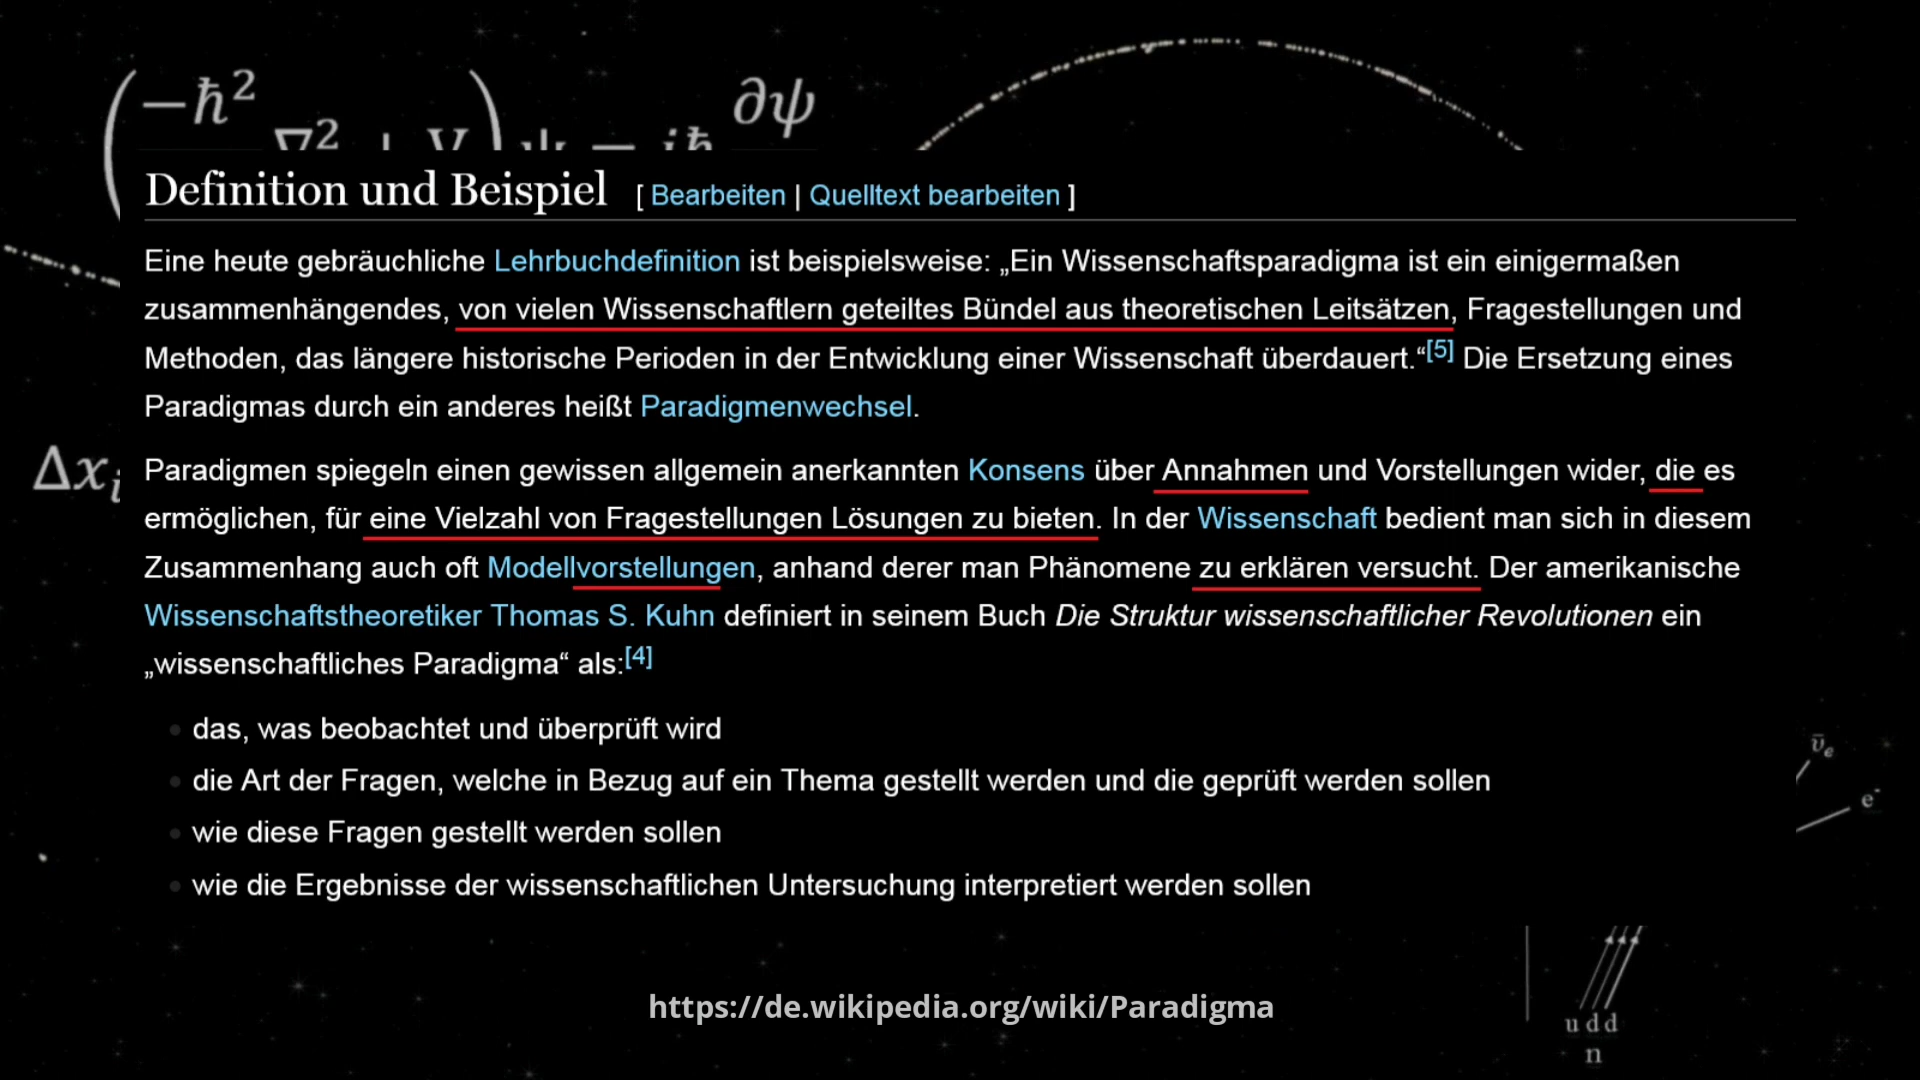 −ħ² ∂ψ
∇² + V ψ = iħ
Definition und Beispiel [ Bearbeiten | Quelltext bearbeiten ]
Eine heute gebräuchliche Lehrbuchdefinition ist beispielsweise: „Ein Wissenschaftsparadigma ist ein einigermaßen
zusammenhängendes, von vielen Wissenschaftlern geteiltes Bündel aus theoretischen Leitsätzen, Fragestellungen und
Methoden, das längere historische Perioden in der Entwicklung einer Wissenschaft überdauert.“[5] Die Ersetzung eines
Paradigmas durch ein anderes heißt Paradigmenwechsel.
Δxᵢ
Paradigmen spiegeln einen gewissen allgemein anerkannten Konsens über Annahmen und Vorstellungen wider, die es
ermöglichen, für eine Vielzahl von Fragestellungen Lösungen zu bieten. In der Wissenschaft bedient man sich in diesem
Zusammenhang auch oft Modellvorstellungen, anhand derer man Phänomene zu erklären versucht. Der amerikanische
Wissenschaftstheoretiker Thomas S. Kuhn definiert in seinem Buch Die Struktur wissenschaftlicher Revolutionen ein
„wissenschaftliches Paradigma“ als:[4]
das, was beobachtet und überprüft wird
die Art der Fragen, welche in Bezug auf ein Thema gestellt werden und die geprüft werden sollen
wie diese Fragen gestellt werden sollen
wie die Ergebnisse der wissenschaftlichen Untersuchung interpretiert werden sollen
ν̄ₑ
e⁻
https://de.wikipedia.org/wiki/Paradigma
u d d
n